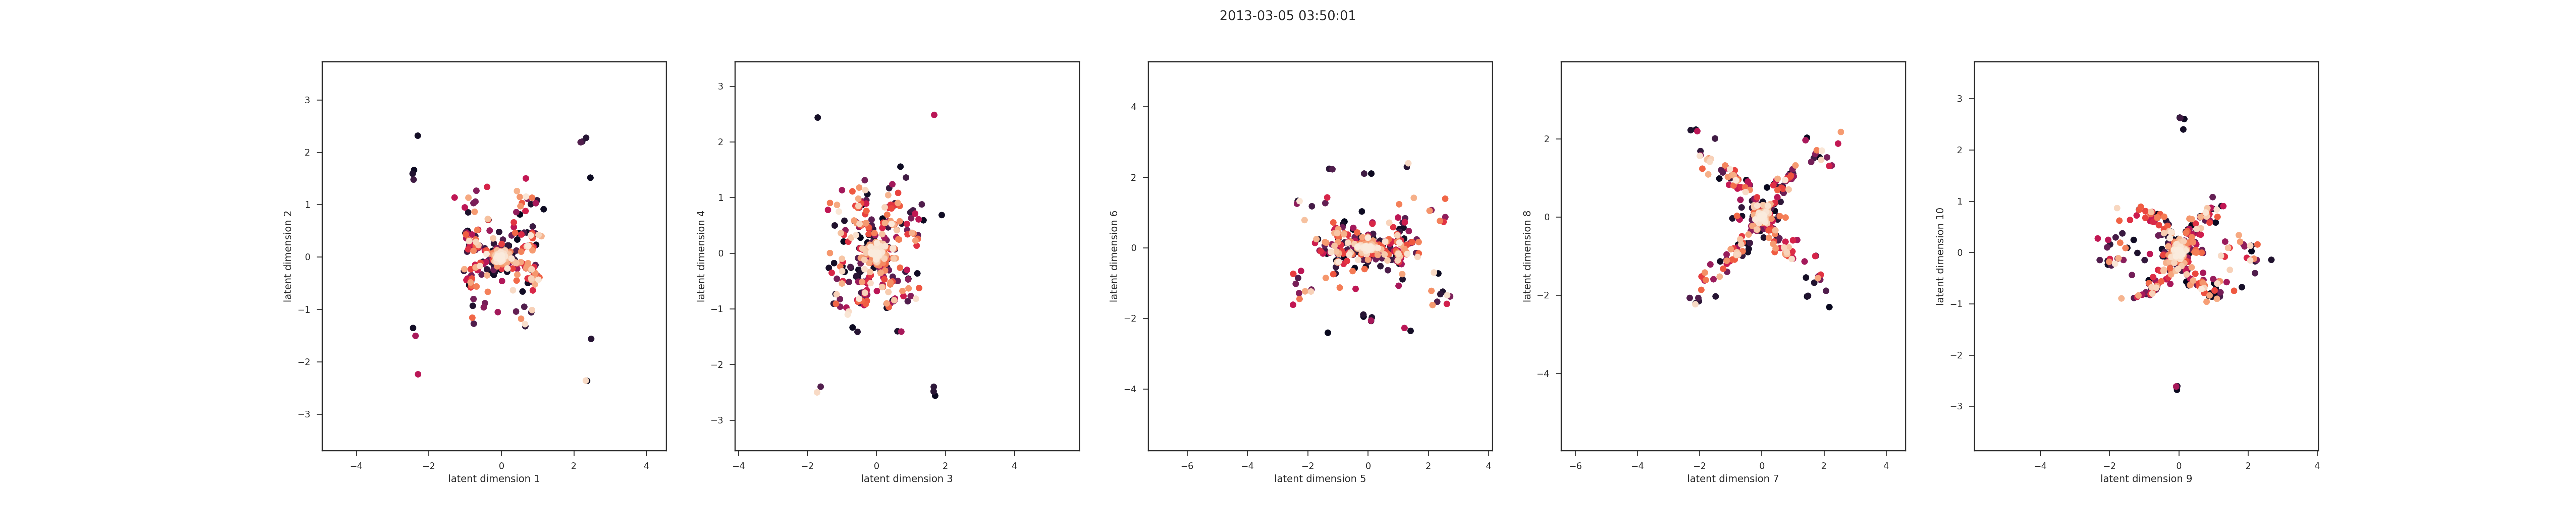 2013-03-05 03:50:01
latent dimension 2
3
2
1
0
−1
−2
−3
−4 −2 0 2 4
latent dimension 1
latent dimension 4
3
2
1
0
−1
−2
−3
−4 −2 0 2 4
latent dimension 3
latent dimension 6
4
2
0
−2
−4
−6 −4 −2 0 2 4
latent dimension 5
latent dimension 8
2
0
−2
−4
−6 −4 −2 0 2 4
latent dimension 7
latent dimension 10
3
2
1
0
−1
−2
−3
−4 −2 0 2 4
latent dimension 9